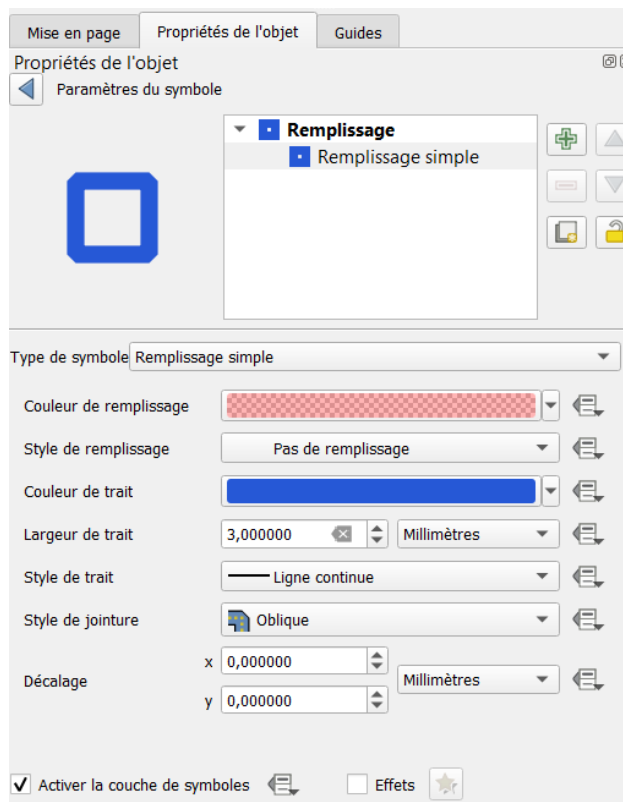 Mise en page Propriétés de l'objet Guides
Propriétés de l'objet
Paramètres du symbole
Remplissage
Remplissage simple
Type de symbole Remplissage simple
Couleur de remplissage
Style de remplissage Pas de remplissage
Couleur de trait
Largeur de trait 3,000000 Millimètres
Style de trait Ligne continue
Style de jointure Oblique
x 0,000000
Décalage Millimètres
y 0,000000
Activer la couche de symboles Effets